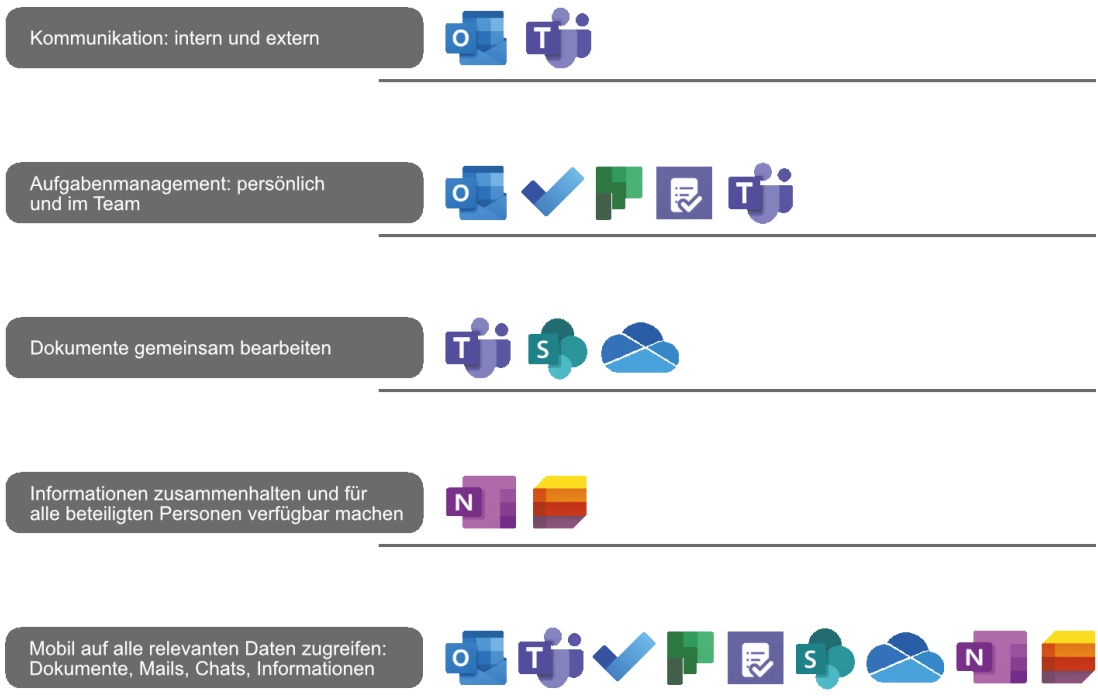 Kommunikation: intern und extern
O T
Aufgabenmanagement: persönlich
und im Team
O T
Dokumente gemeinsam bearbeiten
T S
Informationen zusammenhalten und für
alle beteiligten Personen verfügbar machen
N
Mobil auf alle relevanten Daten zugreifen:
Dokumente, Mails, Chats, Informationen
O T S N